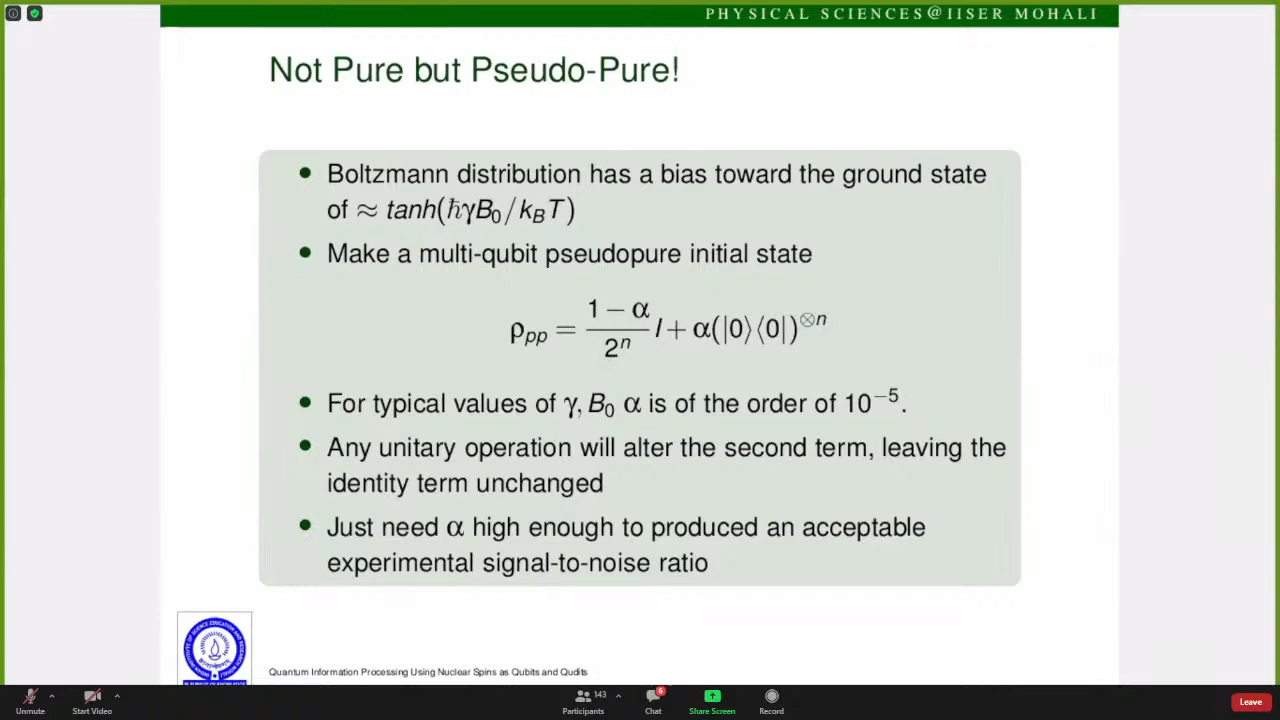 PHYSICAL SCIENCES@IISER MOHALI
Not Pure but Pseudo-Pure!
• Boltzmann distribution has a bias toward the ground state
of ≈ tanh(ħγB₀/k_BT)
• Make a multi-qubit pseudopure initial state
ρ_pp = (1 − α)/2ⁿ I + α(|0⟩⟨0|)^⊗n
• For typical values of γ, B₀ α is of the order of 10⁻⁵.
• Any unitary operation will alter the second term, leaving the
identity term unchanged
• Just need α high enough to produced an acceptable
experimental signal-to-noise ratio
Quantum Information Processing Using Nuclear Spins as Qubits and Qudits
Unmute
Start Video
143
Participants
6
Chat
Share Screen
Record
Leave